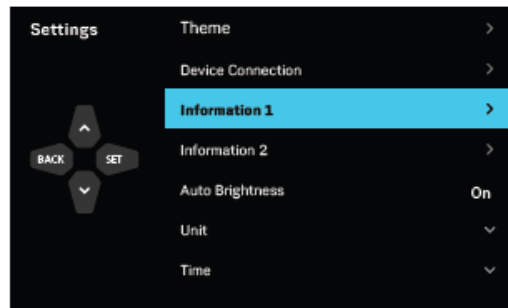 Settings
Theme
Device Connection
Information 1
Information 2
Auto Brightness On
Unit
Time
BACK SET